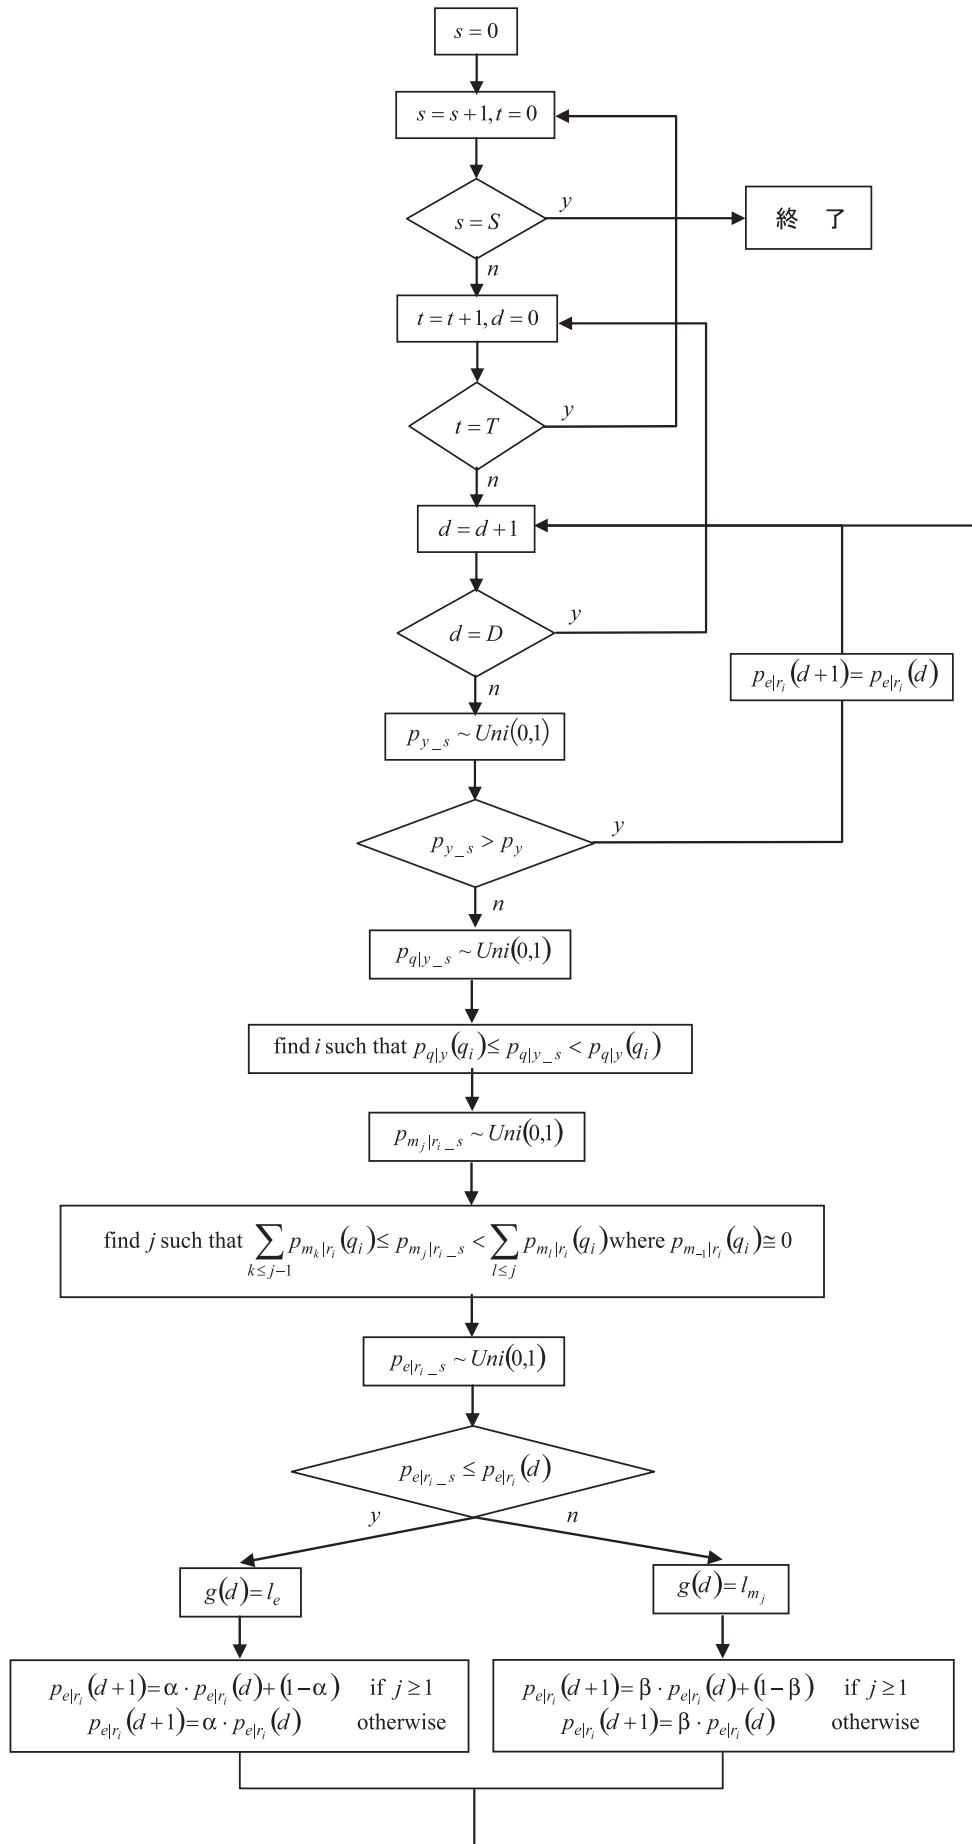 s = 0
s = s + 1, t = 0
s = S
y
終 了
n
t = t + 1, d = 0
t = T
y
n
d = d + 1
d = D
y
n
p_{e|r_i}(d+1) = p_{e|r_i}(d)
p_{y_s} ~ Uni(0,1)
p_{y_s} > p_y
y
n
p_{q|y_s} ~ Uni(0,1)
find i such that p_{q|y}(q_i) ≤ p_{q|y_s} < p_{q|y}(q_i)
p_{m_j|r_i_s} ~ Uni(0,1)
find j such that ∑_{k≤j−1} p_{m_k|r_i}(q_i) ≤ p_{m_j|r_i_s} < ∑_{l≤j} p_{m_l|r_i}(q_i) where p_{m_{−1}|r_i}(q_i) ≅ 0
p_{e|r_i_s} ~ Uni(0,1)
p_{e|r_i_s} ≤ p_{e|r_i}(d)
y
n
g(d) = l_e
g(d) = l_{m_j}
p_{e|r_i}(d+1) = α · p_{e|r_i}(d) + (1−α) if j ≥ 1
p_{e|r_i}(d+1) = α · p_{e|r_i}(d) otherwise
p_{e|r_i}(d+1) = β · p_{e|r_i}(d) + (1−β) if j ≥ 1
p_{e|r_i}(d+1) = β · p_{e|r_i}(d) otherwise